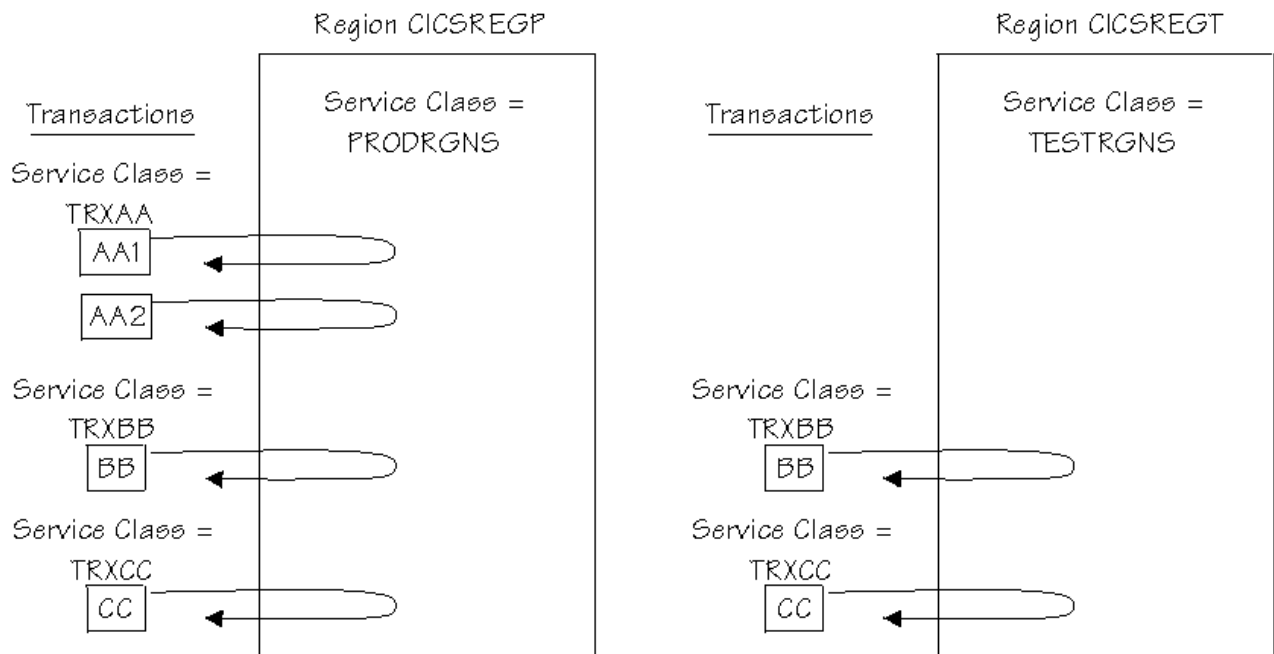 Region CICSREGP
Transactions
Service Class =
PRODRGNS
Service Class =
TRXAA
AA1
AA2
Service Class =
TRXBB
BB
Service Class =
TRXCC
CC
Region CICSREGT
Transactions
Service Class =
TESTRGNS
Service Class =
TRXBB
BB
Service Class =
TRXCC
CC